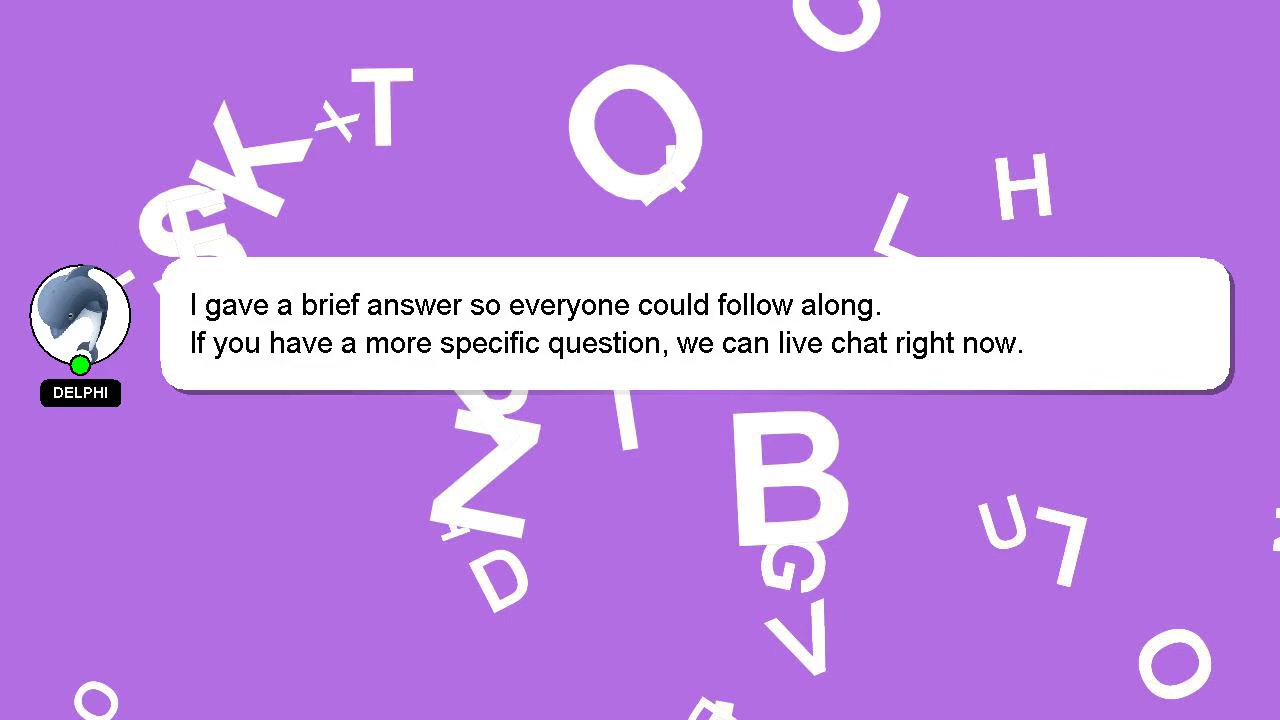 C
T
X
K
O
H
S
L
I gave a brief answer so everyone could follow along.
If you have a more specific question, we can live chat right now.
DELPHI
B
Z
I
U
L
D
G
V
O
O